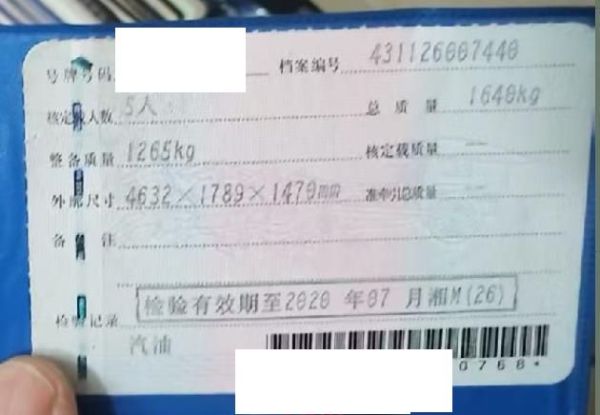 号牌号码 档案编号 431126007440
核定载人数 5人 总质量 1640kg
整备质量 1265kg 核定载质量 —
外廓尺寸 4632×1789×1470mm 准牵引总质量 —
备注
检验记录 检验有效期至2020年07月湘M(26)
汽油
0768*